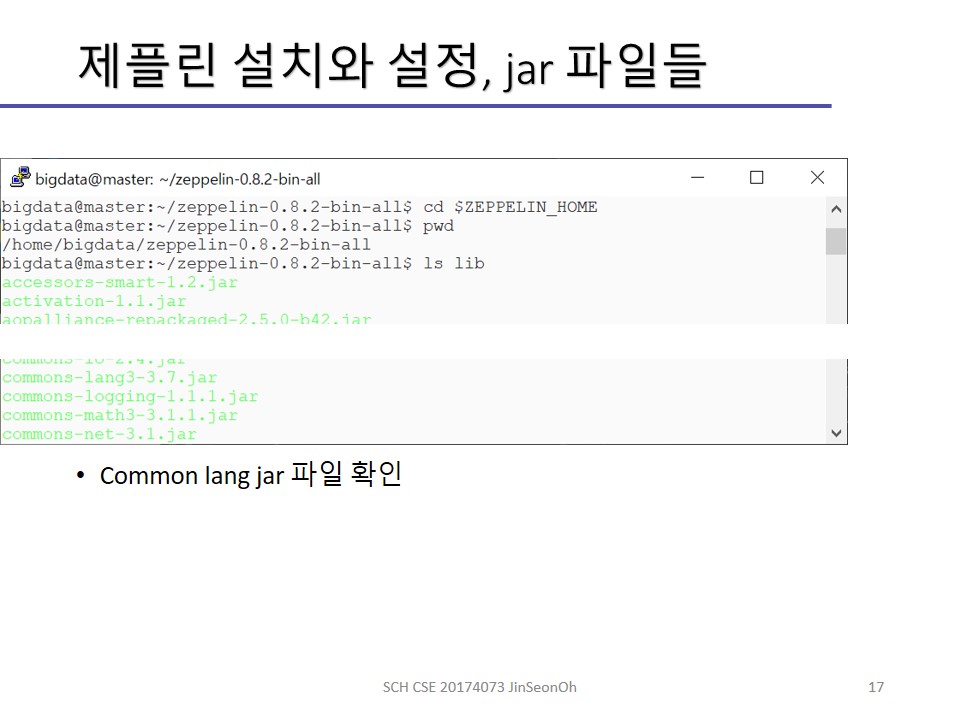 제플린 설치와 설정, jar 파일들
bigdata@master: ~/zeppelin-0.8.2-bin-all
bigdata@master:~/zeppelin-0.8.2-bin-all$ cd $ZEPPELIN_HOME
bigdata@master:~/zeppelin-0.8.2-bin-all$ pwd
/home/bigdata/zeppelin-0.8.2-bin-all
bigdata@master:~/zeppelin-0.8.2-bin-all$ ls lib
accessors-smart-1.2.jar
activation-1.1.jar
aopalliance-repackaged-2.5.0-b42.jar
commons-io-2.4.jar
commons-lang3-3.7.jar
commons-logging-1.1.1.jar
commons-math3-3.1.1.jar
commons-net-3.1.jar
• Common lang jar 파일 확인
SCH CSE 20174073 JinSeonOh
17